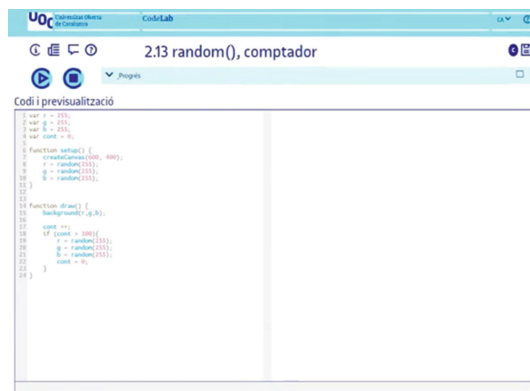 UOC Universitat Oberta
de Catalunya
CodeLab
CA
2.13 random(), comptador
Progrés
Codi i previsualització
1 var r = 255;
2 var g = 255;
3 var b = 255;
4 var cont = 0;
5
6 function setup() {
7 createCanvas(600, 400);
8 r = random(255);
9 g = random(255);
10 b = random(255);
11 }
12
13
14 function draw() {
15 background(r,g,b);
16
17 cont ++;
18 if (cont > 100){
19 r = random(255);
20 g = random(255);
21 b = random(255);
22 cont = 0;
23 }
24 }